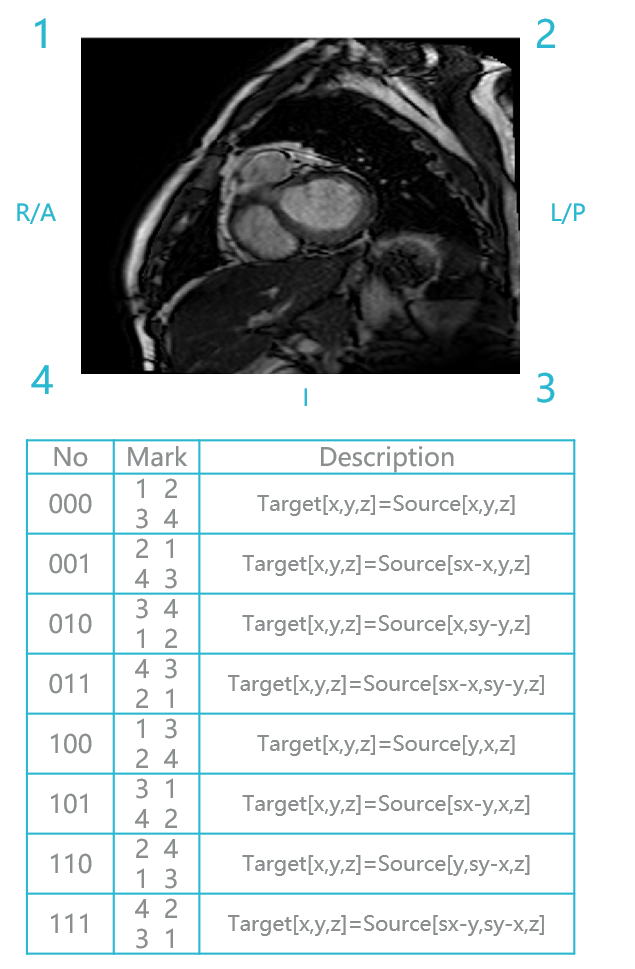 1 2
R/A L/P
4 3
I
No Mark Description
000 1 2 Target[x,y,z]=Source[x,y,z]
3 4
001 2 1 Target[x,y,z]=Source[sx-x,y,z]
4 3
010 3 4 Target[x,y,z]=Source[x,sy-y,z]
1 2
011 4 3 Target[x,y,z]=Source[sx-x,sy-y,z]
2 1
100 1 3 Target[x,y,z]=Source[y,x,z]
2 4
101 3 1 Target[x,y,z]=Source[sx-y,x,z]
4 2
110 2 4 Target[x,y,z]=Source[y,sy-x,z]
1 3
111 4 2 Target[x,y,z]=Source[sx-y,sy-x,z]
3 1